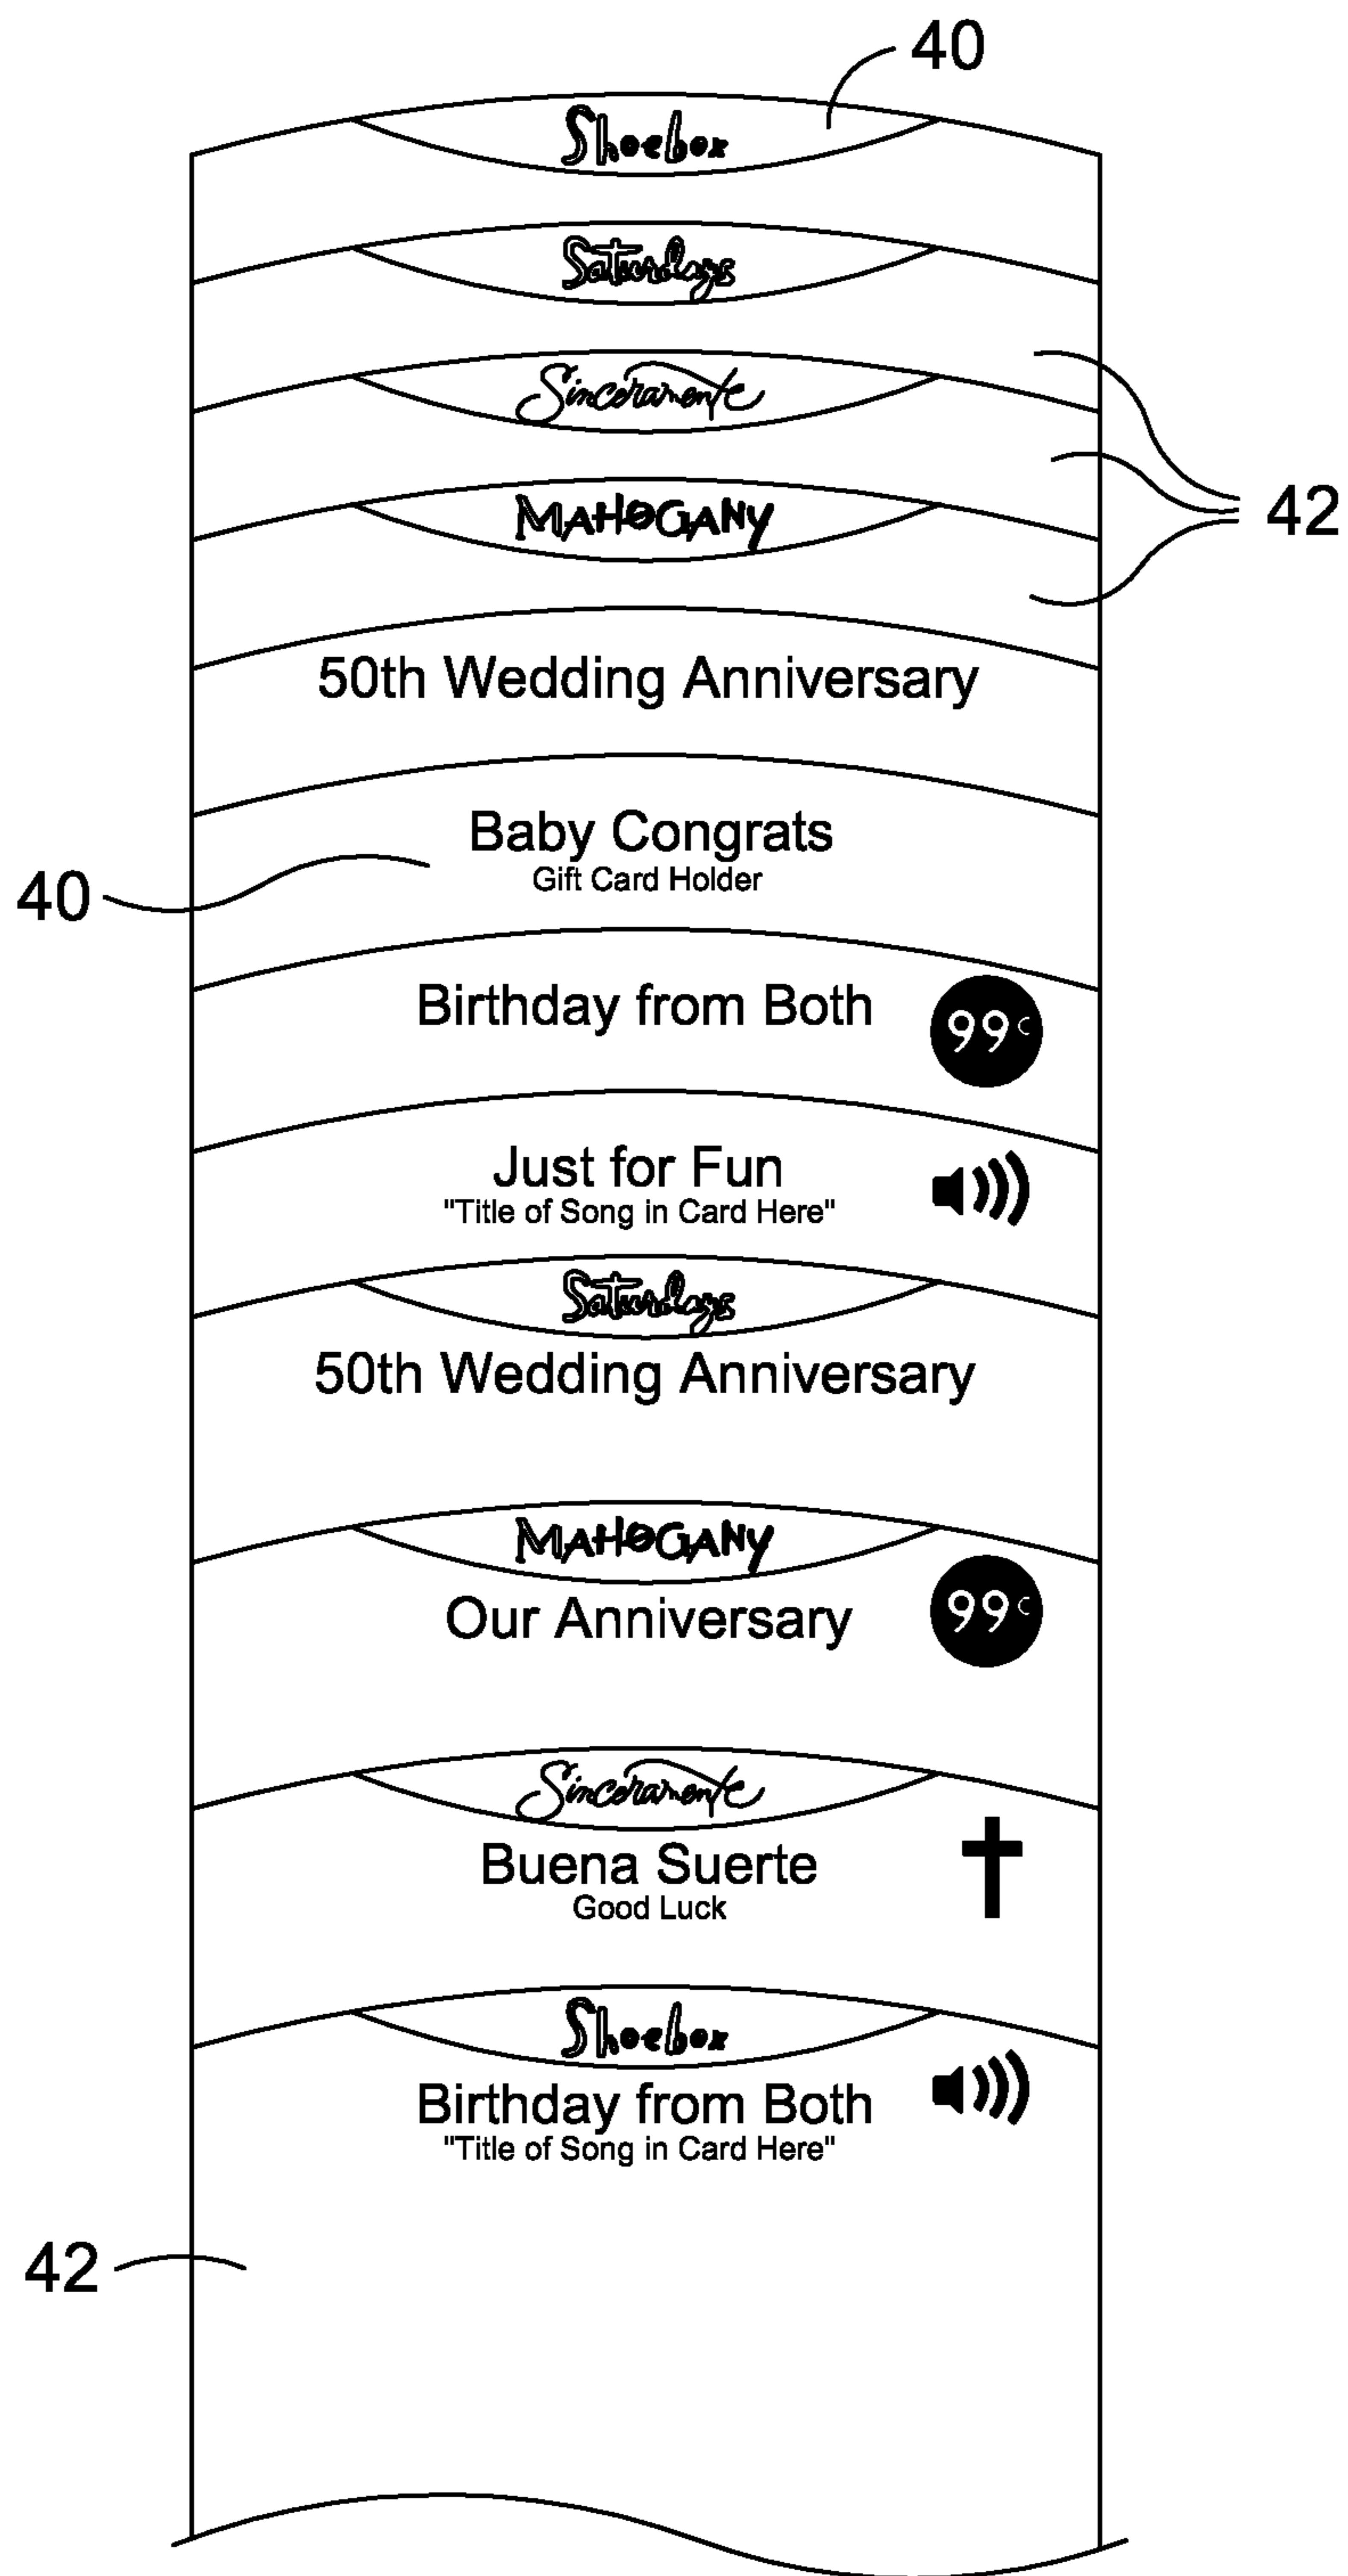 40
Shoebox
Saturdays
Sinceramente
42
MAHOGANY
50th Wedding Anniversary
Baby Congrats
Gift Card Holder
40
Birthday from Both
99c
Just for Fun
"Title of Song in Card Here"
Saturdays
50th Wedding Anniversary
MAHOGANY
Our Anniversary
99c
Sinceramente
Buena Suerte
Good Luck
Shoebox
Birthday from Both
"Title of Song in Card Here"
42